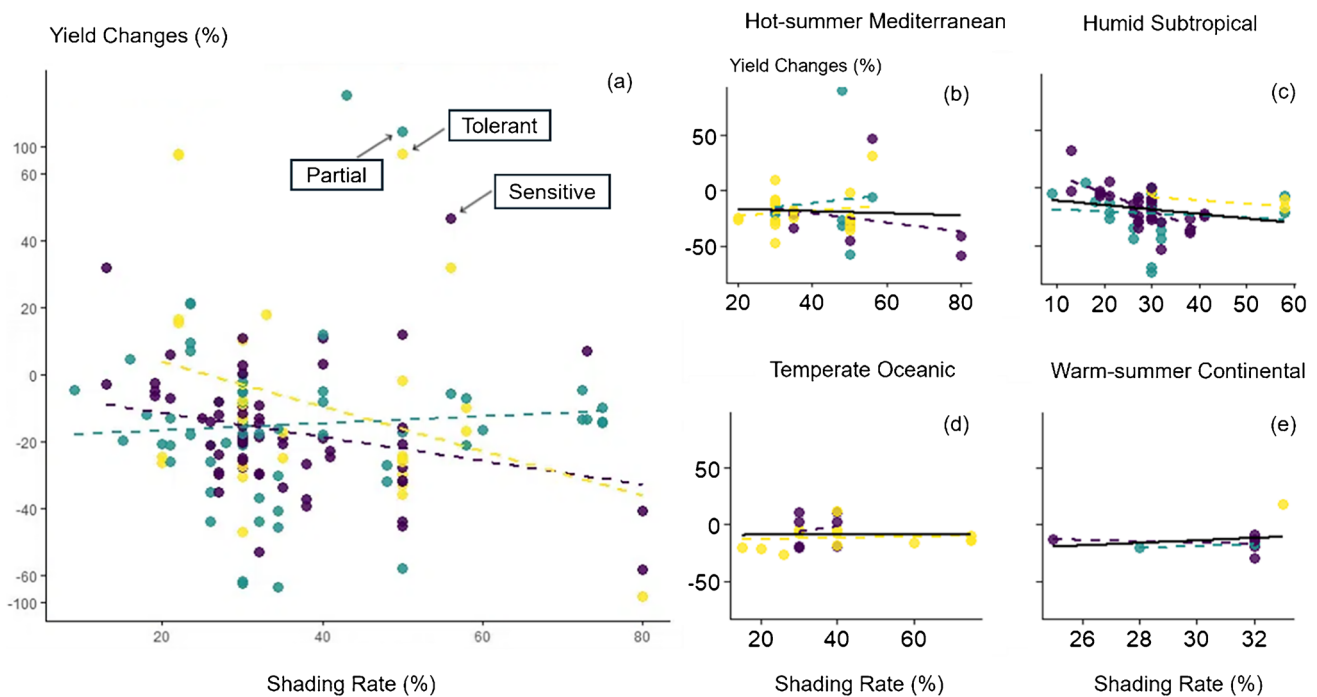 Yield Changes (%)
(a)
Partial
Tolerant
Sensitive
100
60
40
20
0
-20
-40
-60
-100
20 40 60 80
Shading Rate (%)
Hot-summer Mediterranean
Yield Changes (%)
(b)
50
0
-50
20 40 60 80
Humid Subtropical
(c)
10 20 30 40 50 60
Temperate Oceanic
(d)
50
0
-50
20 40 60
Shading Rate (%)
Warm-summer Continental
(e)
26 28 30 32
Shading Rate (%)